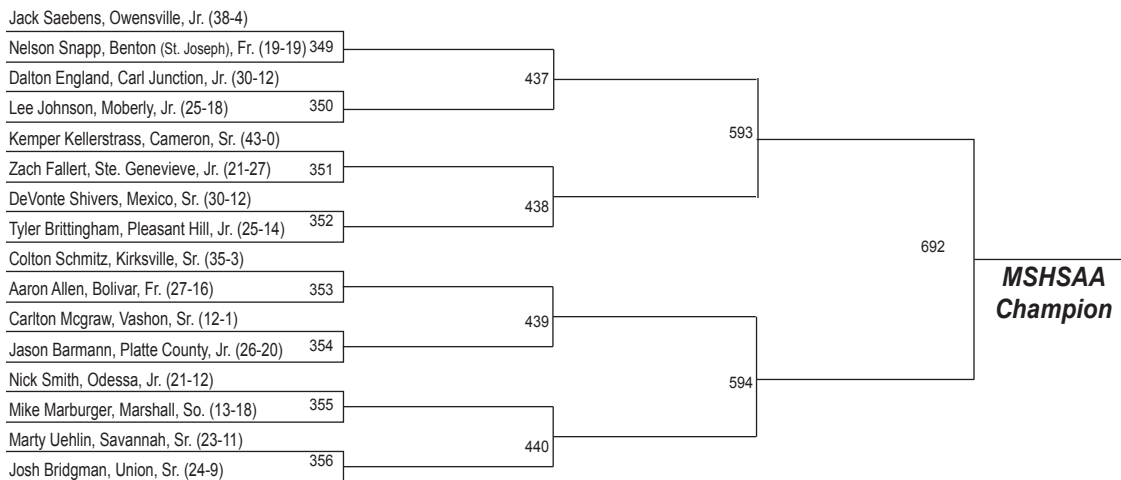 Jack Saebens, Owensville, Jr. (38-4)
Nelson Snapp, Benton (St. Joseph), Fr. (19-19) 349
Dalton England, Carl Junction, Jr. (30-12)
437
Lee Johnson, Moberly, Jr. (25-18) 350
593
Kemper Kellerstrass, Cameron, Sr. (43-0)
Zach Fallert, Ste. Genevieve, Jr. (21-27) 351
DeVonte Shivers, Mexico, Sr. (30-12)
438
Tyler Brittingham, Pleasant Hill, Jr. (25-14) 352
692
Colton Schmitz, Kirksville, Sr. (35-3)
MSHSAA
Champion
Aaron Allen, Bolivar, Fr. (27-16) 353
Carlton Mcgraw, Vashon, Sr. (12-1)
439
Jason Barmann, Platte County, Jr. (26-20) 354
594
Nick Smith, Odessa, Jr. (21-12)
Mike Marburger, Marshall, So. (13-18) 355
Marty Uehlin, Savannah, Sr. (23-11)
440
Josh Bridgman, Union, Sr. (24-9) 356